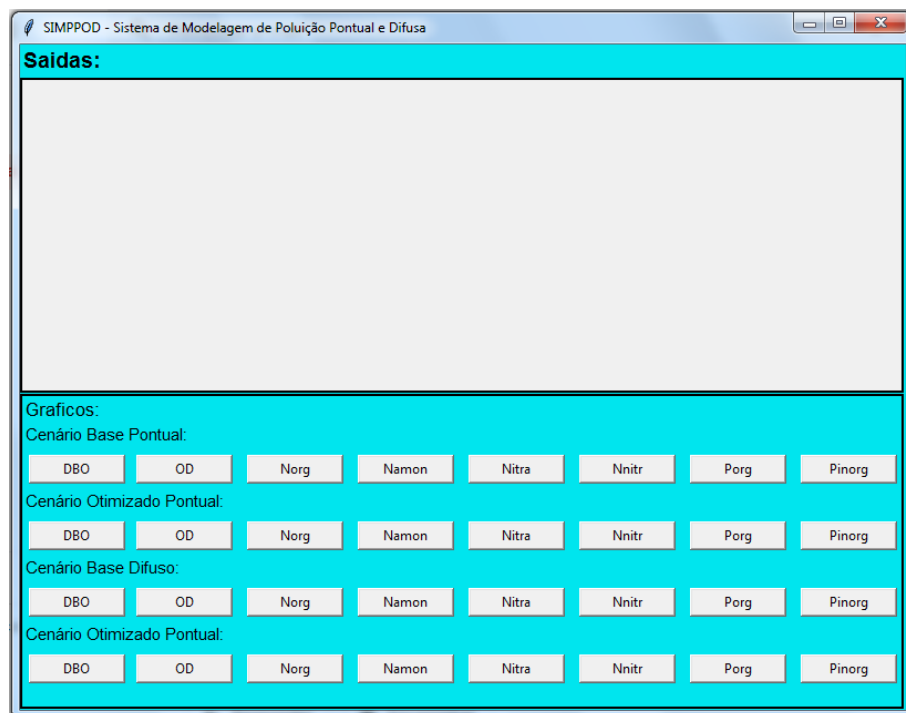 SIMPPOD - Sistema de Modelagem de Poluição Pontual e Difusa
Saidas:
Graficos:
Cenário Base Pontual:
DBO OD Norg Namon Nitra Nnitr Porg Pinorg
Cenário Otimizado Pontual:
DBO OD Norg Namon Nitra Nnitr Porg Pinorg
Cenário Base Difuso:
DBO OD Norg Namon Nitra Nnitr Porg Pinorg
Cenário Otimizado Pontual:
DBO OD Norg Namon Nitra Nnitr Porg Pinorg